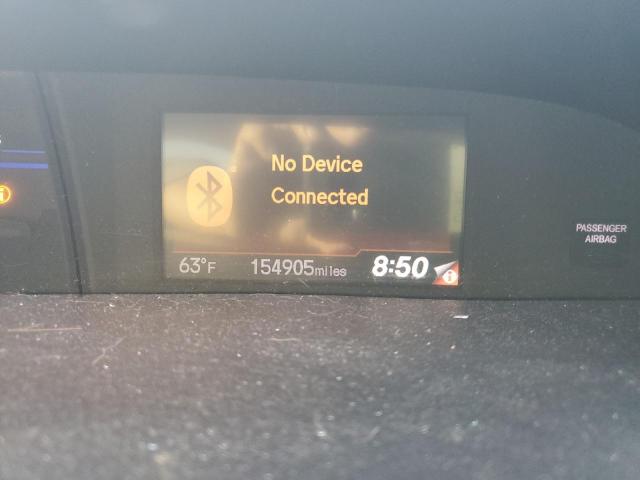 No Device
Connected
63°F 154905miles 8:50
PASSENGER
AIRBAG